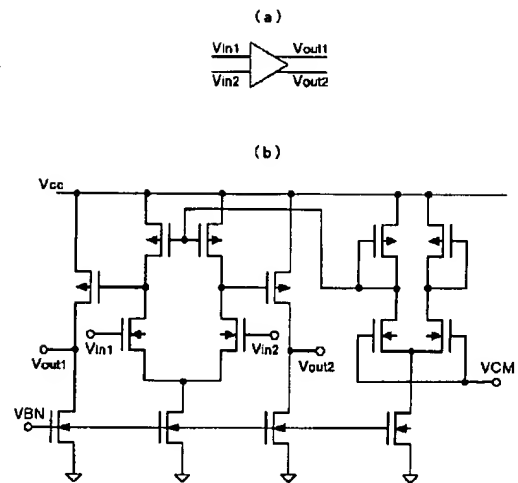 (a)
Vin1 Vout1
Vin2 Vout2
(b)
Vcc
Vin1 Vin2
Vout1 Vout2
VCM
VBN